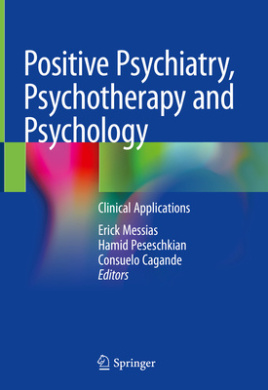 Positive Psychiatry,
Psychotherapy and
Psychology
Clinical Applications
Erick Messias
Hamid Peseschkian
Consuelo Cagande
Editors
Springer